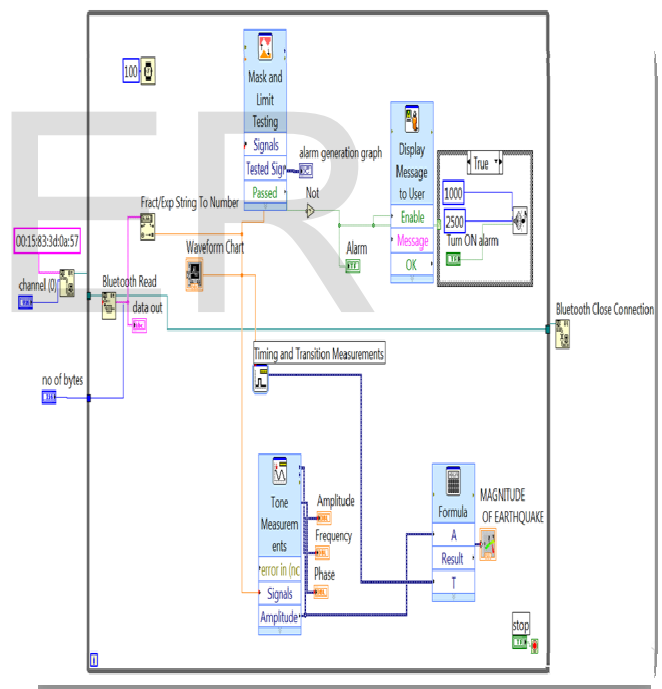 100
Mask and
Limit
Testing
Signals
Tested Sign
Passed
alarm generation graph
Not
Alarm
Display
Message
to User
Enable
Message
OK
True
1000
2500
Turn ON alarm
Fract/Exp String To Number
00:15:83:3d:0a:57
Waveform Chart
channel (0)
Bluetooth Read
data out
Bluetooth Close Connection
Timing and Transition Measurements
no of bytes
Tone
Measurem
ents
error in (nc
Signals
Amplitude
Amplitude
Frequency
Phase
Formula
A
Result
T
MAGNITUDE
OF EARTHQUAKE
stop
i
ER